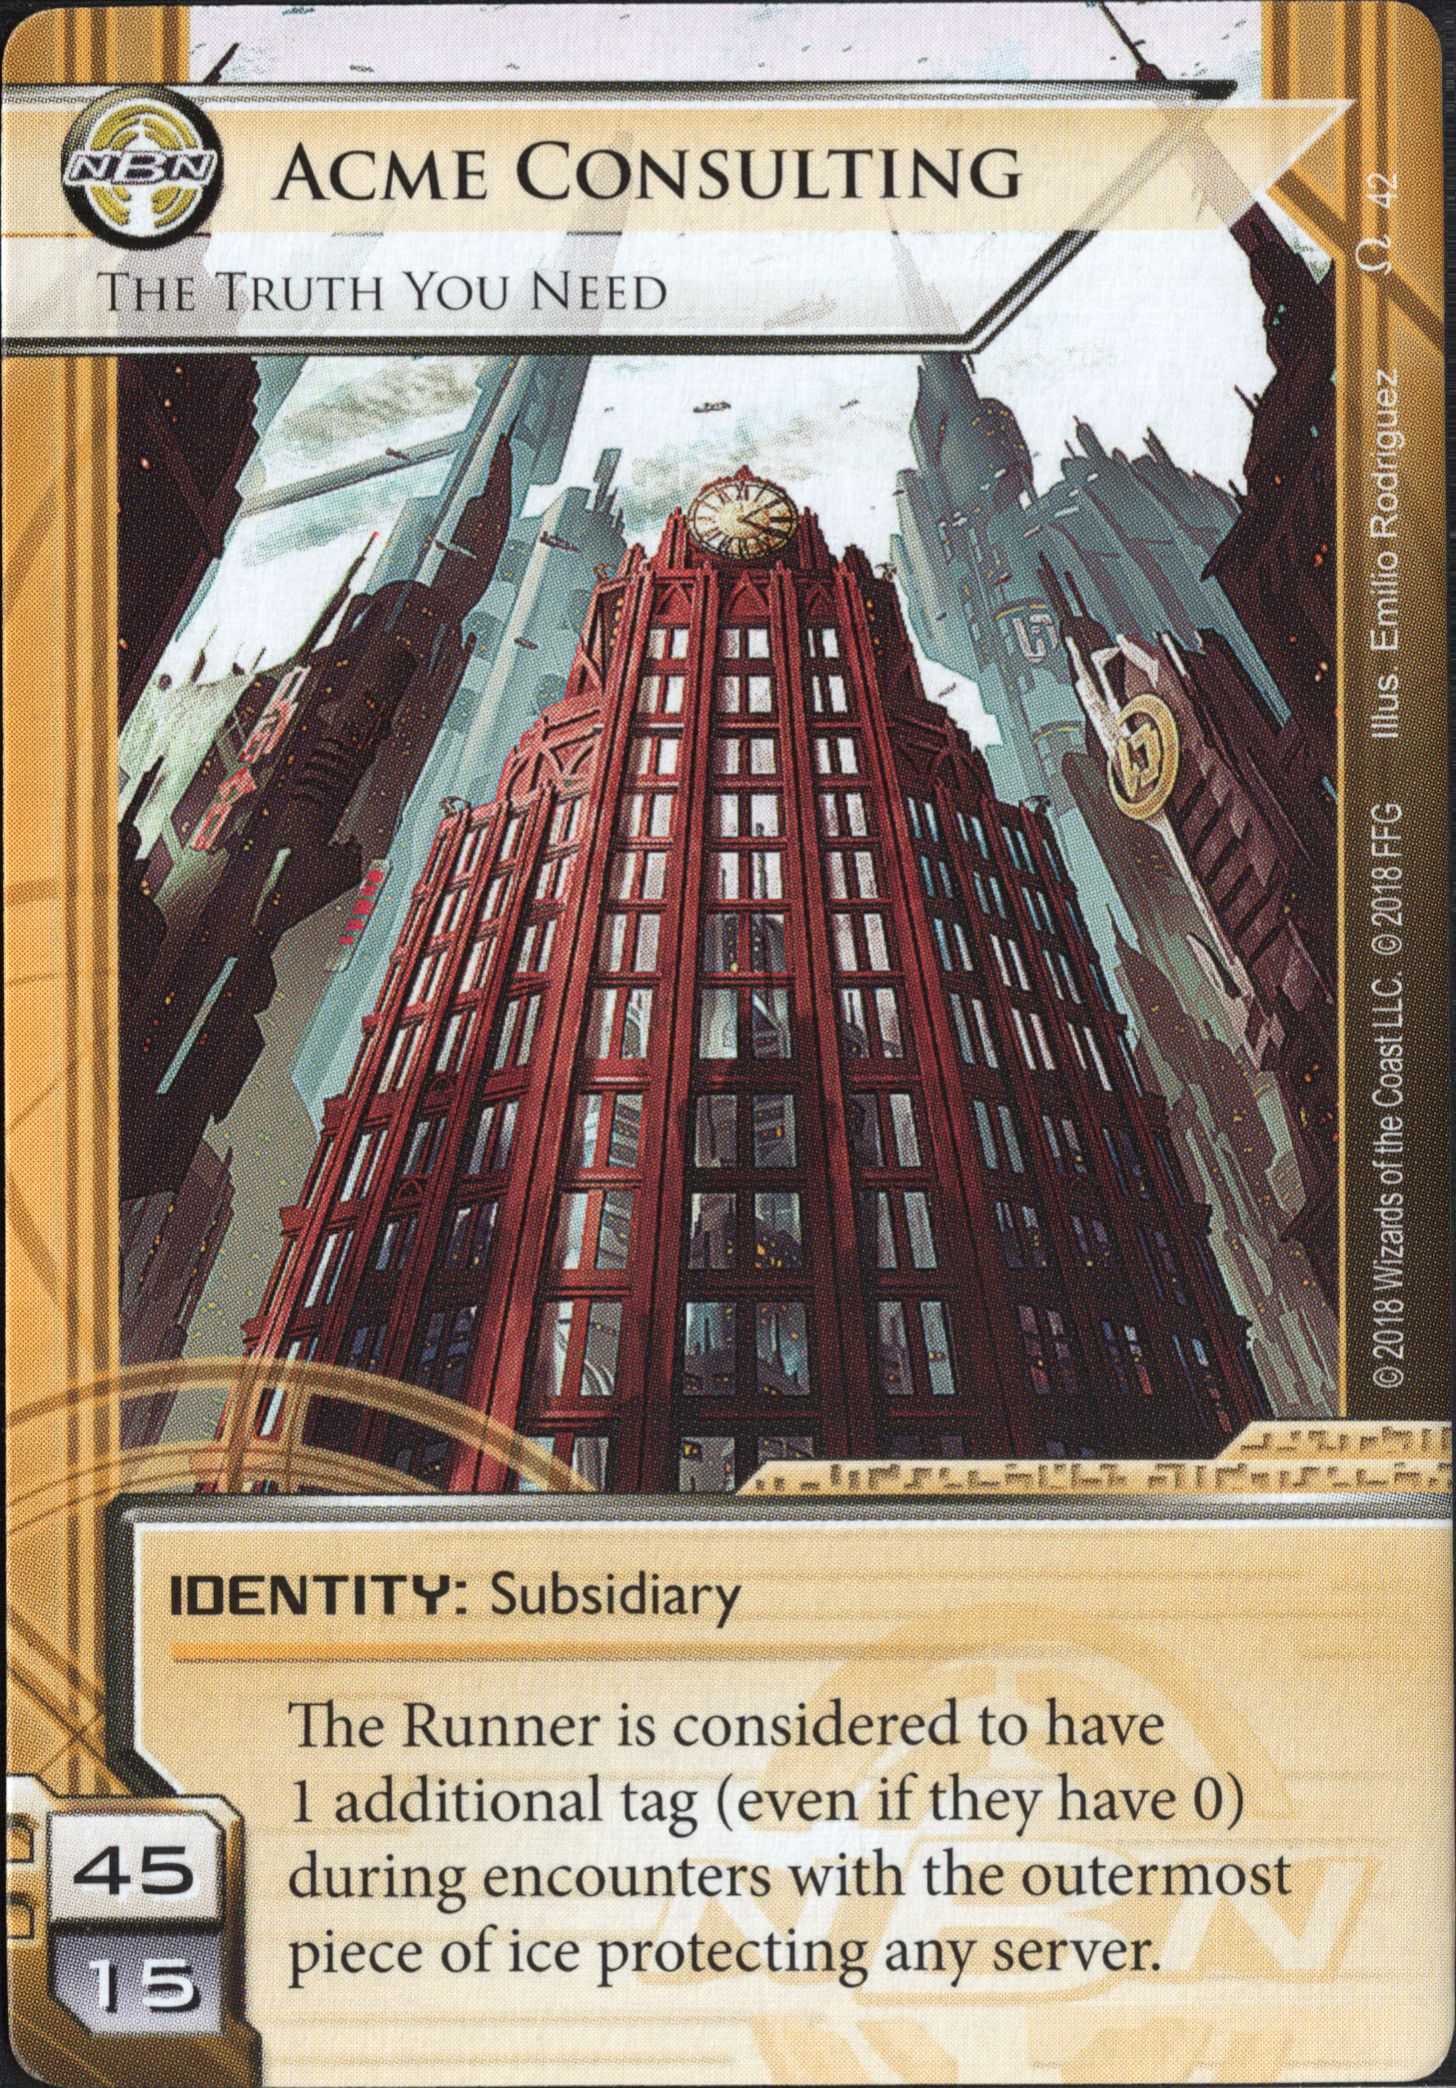 NBN
ACME CONSULTING
THE TRUTH YOU NEED
Ω 42
Illus. Emilio Rodriguez
© 2018 Wizards of the Coast LLC. © 2018 FFG
IDENTITY: Subsidiary
The Runner is considered to have
1 additional tag (even if they have 0)
during encounters with the outermost
piece of ice protecting any server.
45
15
NBN